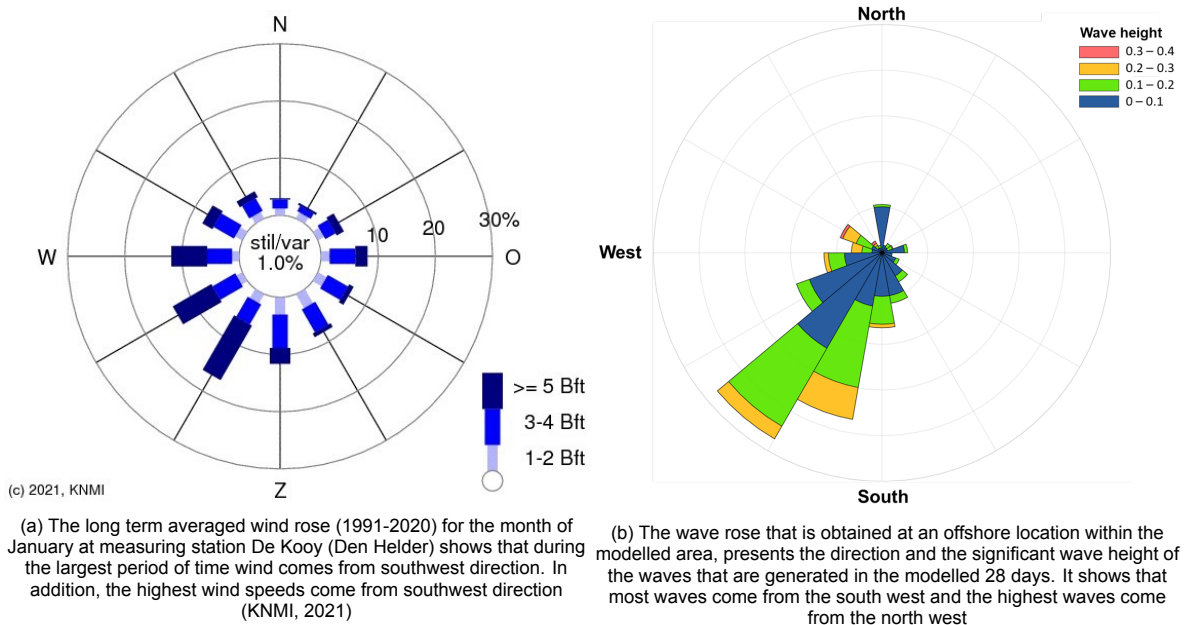 N
W
O
Z
stil/var
1.0%
10
20
30%
>= 5 Bft
3-4 Bft
1-2 Bft
(c) 2021, KNMI
(a) The long term averaged wind rose (1991-2020) for the month of
January at measuring station De Kooy (Den Helder) shows that during
the largest period of time wind comes from southwest direction. In
addition, the highest wind speeds come from southwest direction
(KNMI, 2021)
North
West
South
Wave height
0.3 – 0.4
0.2 – 0.3
0.1 – 0.2
0 – 0.1
(b) The wave rose that is obtained at an offshore location within the
modelled area, presents the direction and the significant wave height of
the waves that are generated in the modelled 28 days. It shows that
most waves come from the south west and the highest waves come
from the north west